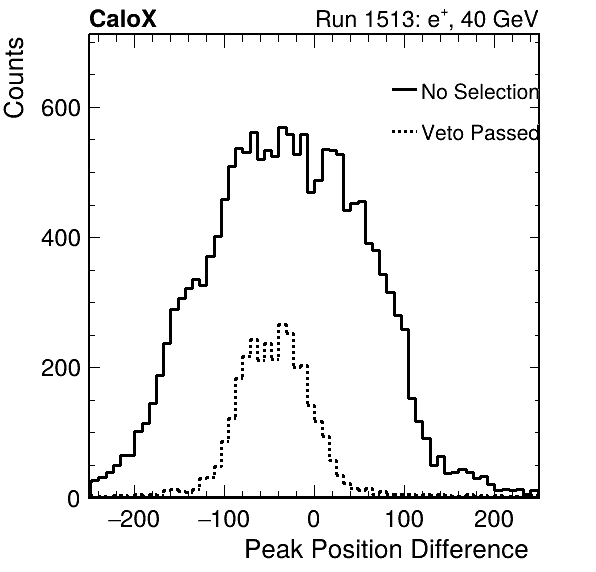 CaloX Run 1513: e⁺, 40 GeV
Counts
No Selection
Veto Passed
600
400
200
0
−200 −100 0 100 200
Peak Position Difference